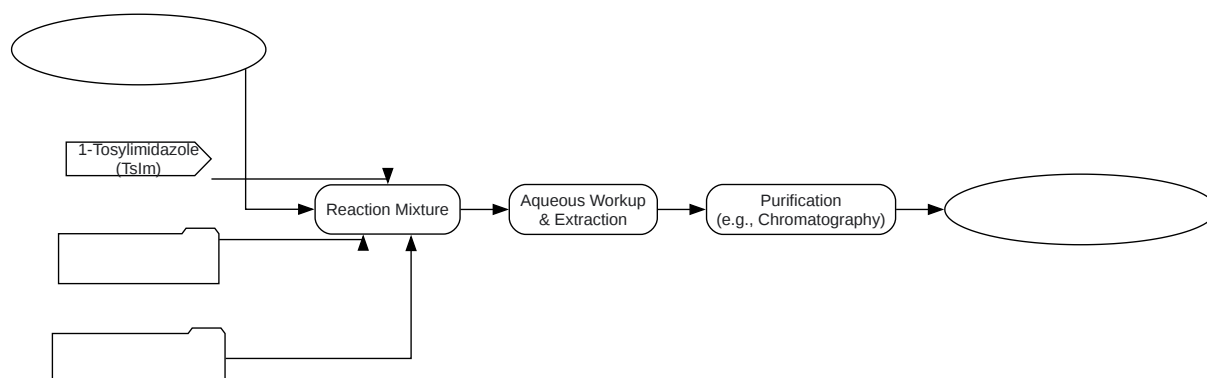 1-Tosylimidazole
(TsIm)
Reaction Mixture
Aqueous Workup
& Extraction
Purification
(e.g., Chromatography)